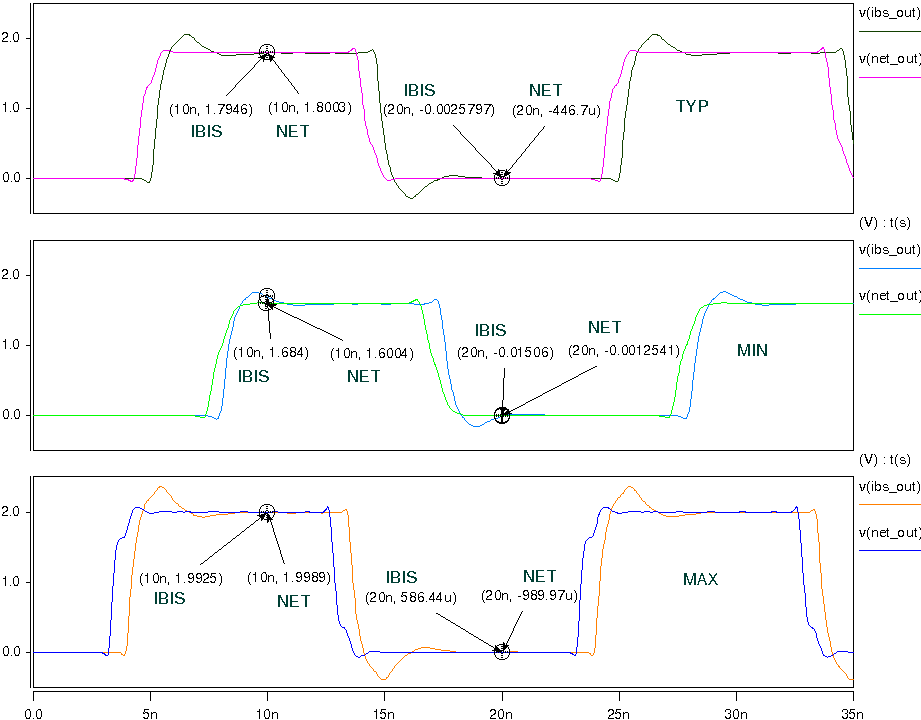 v(ibs_out)
2.0
v(net_out)
IBIS
NET
TYP
1.0
(10n, 1.7946)
(10n, 1.8003)
(20n, -0.0025797)
(20n, -446.7u)
IBIS
NET
0.0
(V) : t(s)
v(ibs_out)
2.0
v(net_out)
IBIS
NET
1.0
(10n, 1.684)
(10n, 1.6004)
(20n, -0.01506)
(20n, -0.0012541)
MIN
IBIS
NET
0.0
(V) : t(s)
v(ibs_out)
2.0
v(net_out)
1.0
(10n, 1.9925)
(10n, 1.9989)
IBIS
NET
MAX
IBIS
NET
(20n, 586.44u)
(20n, -989.97u)
0.0
0.0 5n 10n 15n 20n 25n 30n 35n